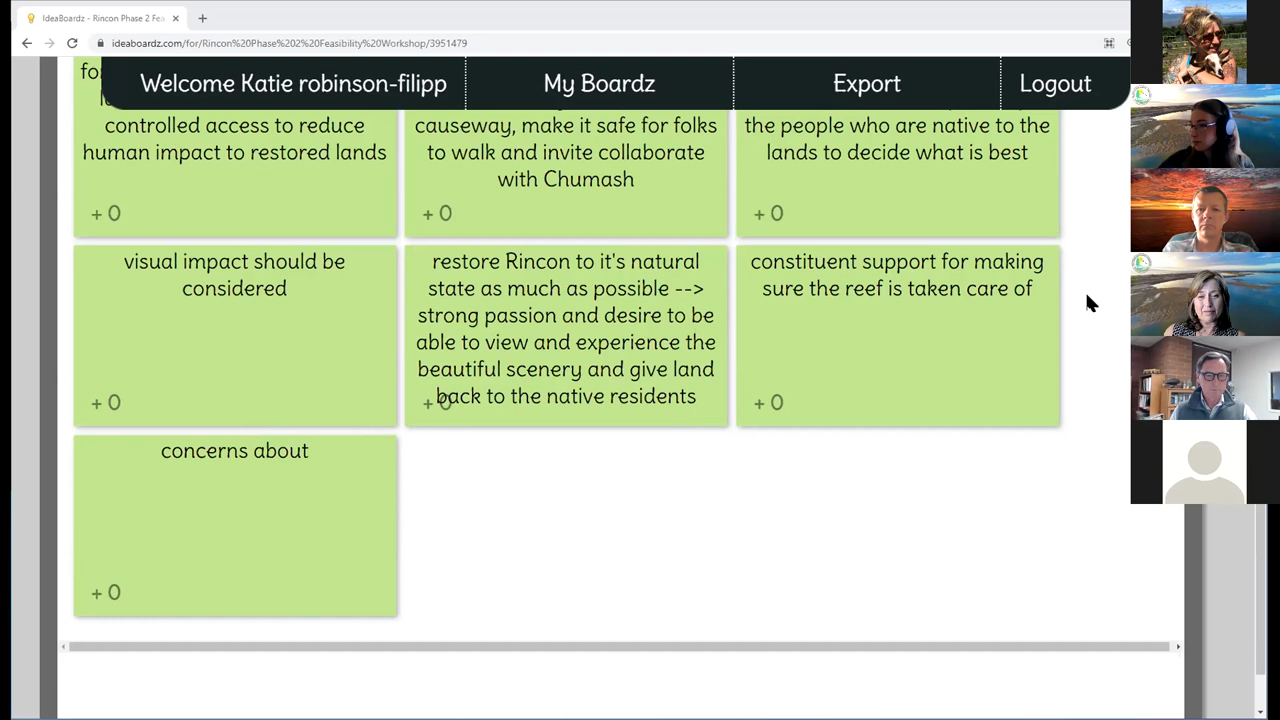 IdeaBoardz - Rincon Phase 2 Fea
ideaboardz.com/for/Rincon%20Phase%202%20Feasibility%20Workshop/3951473
Welcome Katie robinson-filipp
My Boardz
Export
Logout
controlled access to reduce
human impact to restored lands
+ 0
causeway, make it safe for folks
to walk and invite collaborate
with Chumash
+ 0
the people who are native to the
lands to decide what is best
+ 0
visual impact should be
considered
+ 0
restore Rincon to it's natural
state as much as possible -->
strong passion and desire to be
able to view and experience the
beautiful scenery and give land
back to the native residents
+ 0
constituent support for making
sure the reef is taken care of
+ 0
concerns about
+ 0